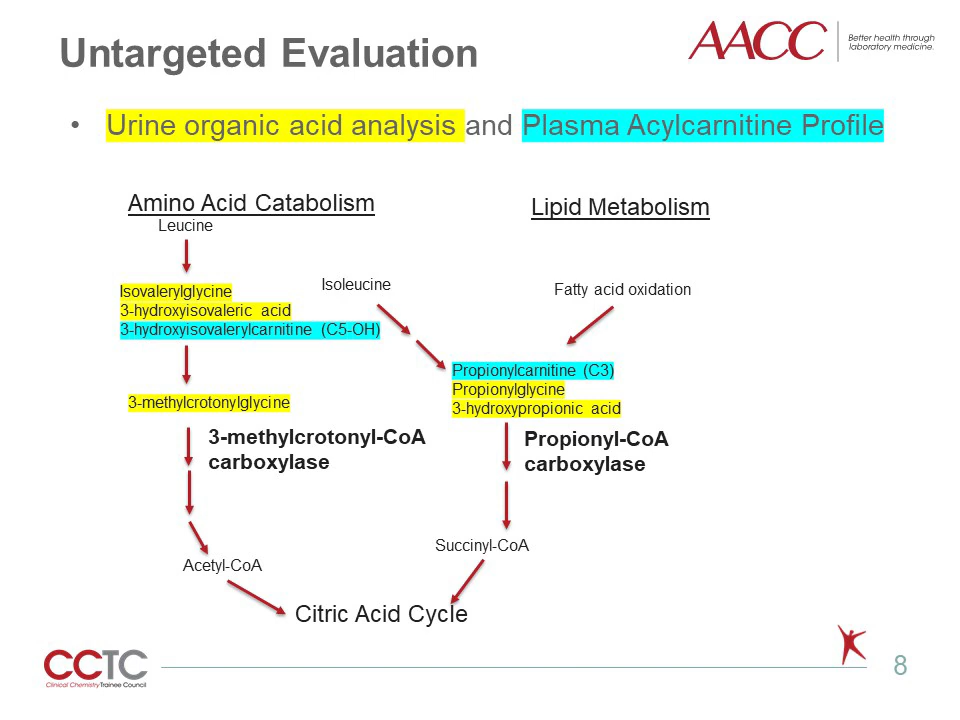 Untargeted Evaluation
AACC
Better health through
laboratory medicine.
• Urine organic acid analysis and Plasma Acylcarnitine Profile
Amino Acid Catabolism
Lipid Metabolism
Leucine
Isoleucine
Fatty acid oxidation
Isovalerylglycine
3-hydroxyisovaleric acid
3-hydroxyisovalerylcarnitine (C5-OH)
Propionylcarnitine (C3)
Propionylglycine
3-hydroxypropionic acid
3-methylcrotonylglycine
3-methylcrotonyl-CoA
carboxylase
Propionyl-CoA
carboxylase
Succinyl-CoA
Acetyl-CoA
Citric Acid Cycle
CCTC
Clinical Chemistry Trainee Council
8